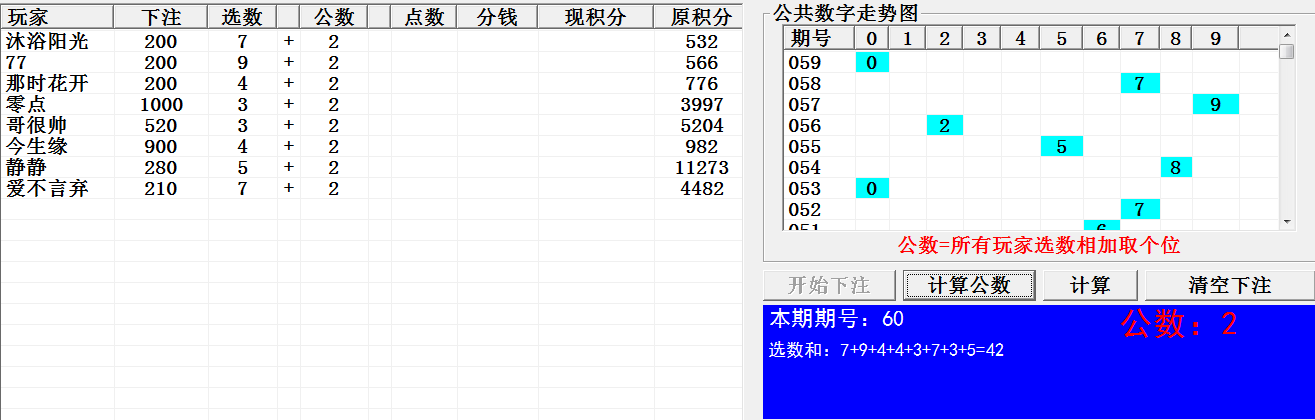 玩家 下注 选数 公数 点数 分钱 现积分 原积分
沐浴阳光 200 7 + 2 532
77 200 9 + 2 566
那时花开 200 4 + 2 776
零点 1000 3 + 2 3997
哥很帅 520 3 + 2 5204
今生缘 900 4 + 2 982
静静 280 5 + 2 11273
爱不言弃 210 7 + 2 4482
公共数字走势图
期号 0 1 2 3 4 5 6 7 8 9
059 0
058 7
057 9
056 2
055 5
054 8
053 0
052 7
051 6
公数=所有玩家选数相加取个位
开始下注 计算公数 计算 清空下注
本期期号：60
公数：2
选数和：7+9+4+4+3+7+3+5=42